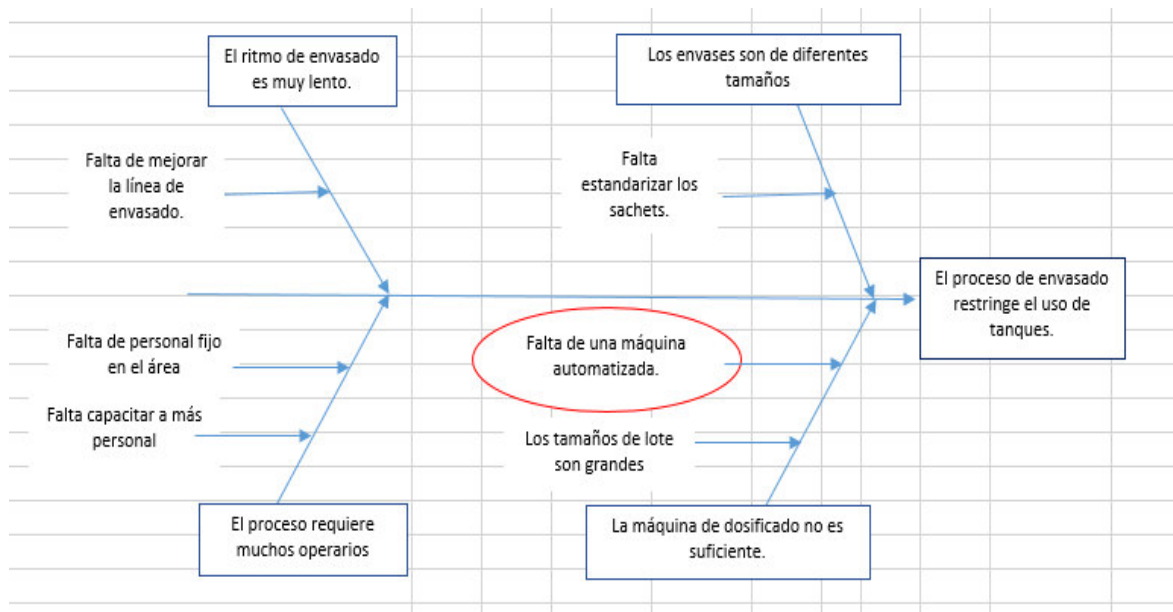 El ritmo de envasado
es muy lento.
Los envases son de diferentes
tamaños
Falta de mejorar
la línea de
envasado.
Falta
estandarizar los
sachets.
El proceso de envasado
restringe el uso de
tanques.
Falta de personal fijo
en el área
Falta de una máquina
automatizada.
Falta capacitar a más
personal
Los tamaños de lote
son grandes
El proceso requiere
muchos operarios
La máquina de dosificado no es
suficiente.